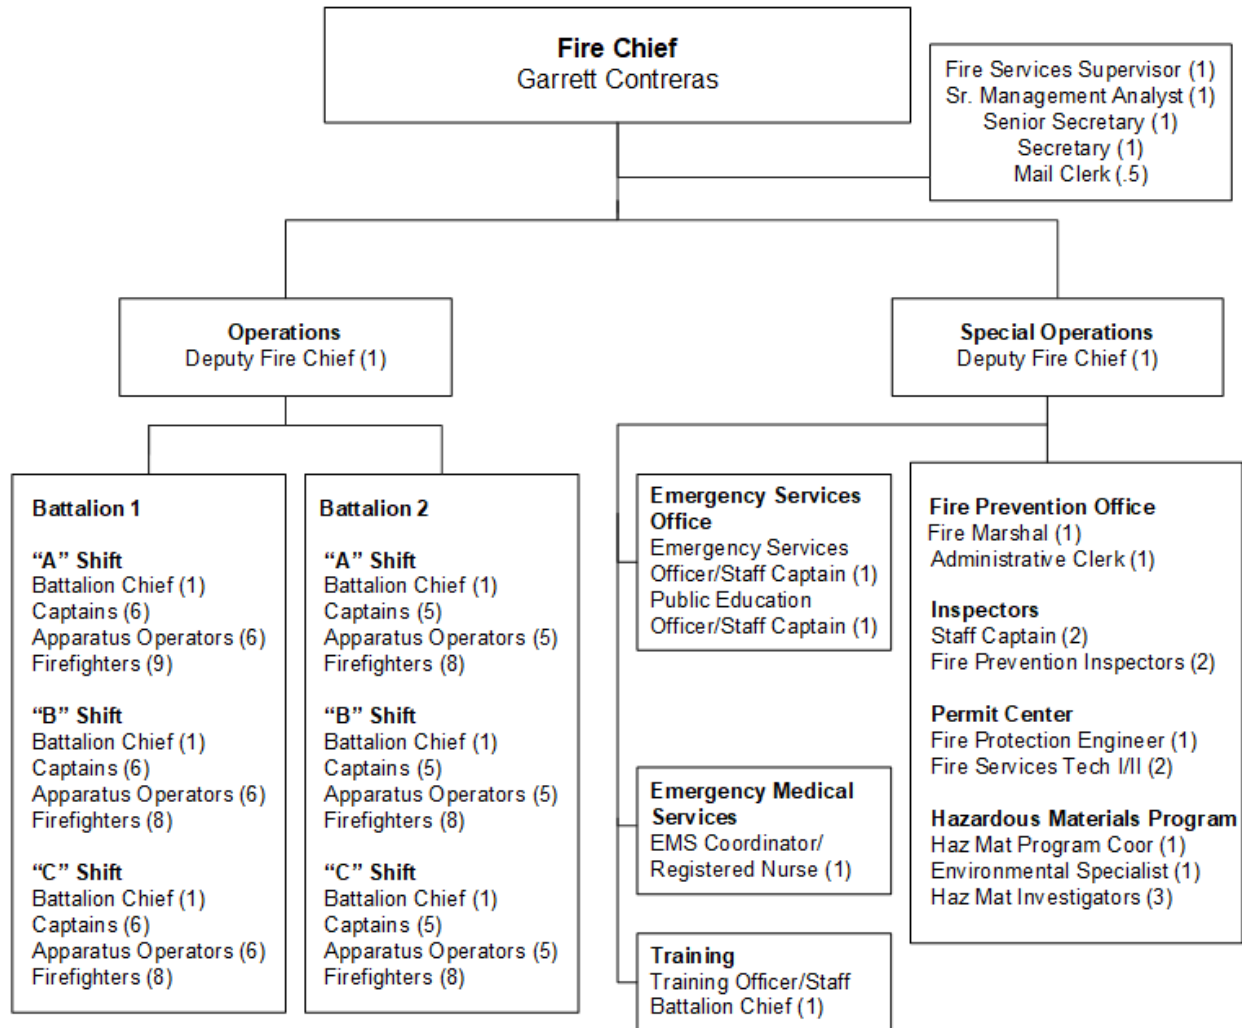 Fire Chief
Garrett Contreras
Fire Services Supervisor (1)
Sr. Management Analyst (1)
Senior Secretary (1)
Secretary (1)
Mail Clerk (.5)
Operations
Deputy Fire Chief (1)
Special Operations
Deputy Fire Chief (1)
Battalion 1
“A” Shift
Battalion Chief (1)
Captains (6)
Apparatus Operators (6)
Firefighters (9)
“B” Shift
Battalion Chief (1)
Captains (6)
Apparatus Operators (6)
Firefighters (8)
“C” Shift
Battalion Chief (1)
Captains (6)
Apparatus Operators (6)
Firefighters (8)
Battalion 2
“A” Shift
Battalion Chief (1)
Captains (5)
Apparatus Operators (5)
Firefighters (8)
“B” Shift
Battalion Chief (1)
Captains (5)
Apparatus Operators (5)
Firefighters (8)
“C” Shift
Battalion Chief (1)
Captains (5)
Apparatus Operators (5)
Firefighters (8)
Emergency Services
Office
Emergency Services
Officer/Staff Captain (1)
Public Education
Officer/Staff Captain (1)
Emergency Medical
Services
EMS Coordinator/
Registered Nurse (1)
Training
Training Officer/Staff
Battalion Chief (1)
Fire Prevention Office
Fire Marshal (1)
Administrative Clerk (1)
Inspectors
Staff Captain (2)
Fire Prevention Inspectors (2)
Permit Center
Fire Protection Engineer (1)
Fire Services Tech I/II (2)
Hazardous Materials Program
Haz Mat Program Coor (1)
Environmental Specialist (1)
Haz Mat Investigators (3)